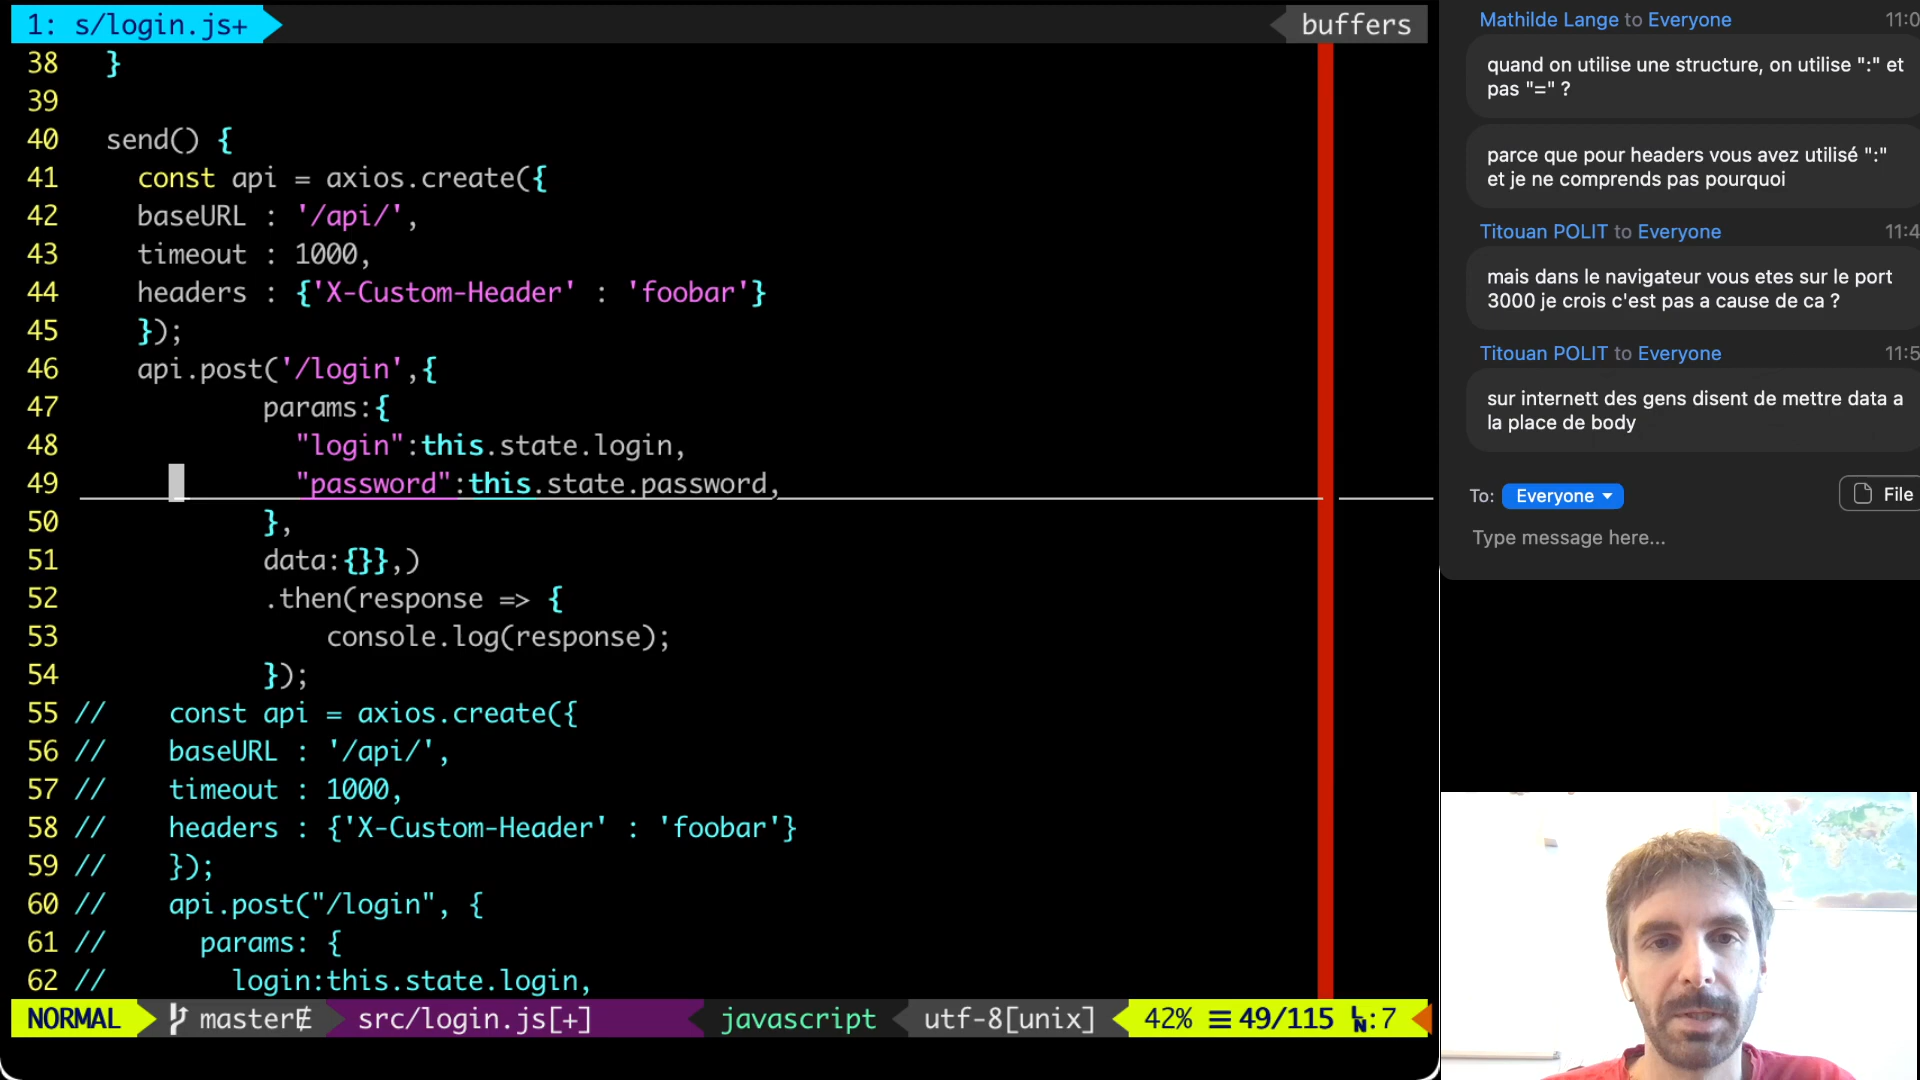 1: s/login.js+
buffers
38 }
39
40 send() {
41 const api = axios.create({
42 baseURL : '/api/',
43 timeout : 1000,
44 headers : {'X-Custom-Header' : 'foobar'}
45 });
46 api.post('/login',{
47 params:{
48 "login":this.state.login,
49 "password":this.state.password,
50 },
51 data:{}},)
52 .then(response => {
53 console.log(response);
54 });
55 // const api = axios.create({
56 // baseURL : '/api/',
57 // timeout : 1000,
58 // headers : {'X-Custom-Header' : 'foobar'}
59 // });
60 // api.post("/login", {
61 // params: {
62 // login:this.state.login,
NORMAL master src/login.js[+] javascript utf-8[unix] 42% ☰ 49/115 :7
Mathilde Lange to Everyone 11:0
quand on utilise une structure, on utilise ":" et
pas "=" ?
parce que pour headers vous avez utilisé ":"
et je ne comprends pas pourquoi
Titouan POLIT to Everyone 11:4
mais dans le navigateur vous etes sur le port
3000 je crois c'est pas a cause de ca ?
Titouan POLIT to Everyone 11:5
sur internett des gens disent de mettre data a
la place de body
To: Everyone File
Type message here...